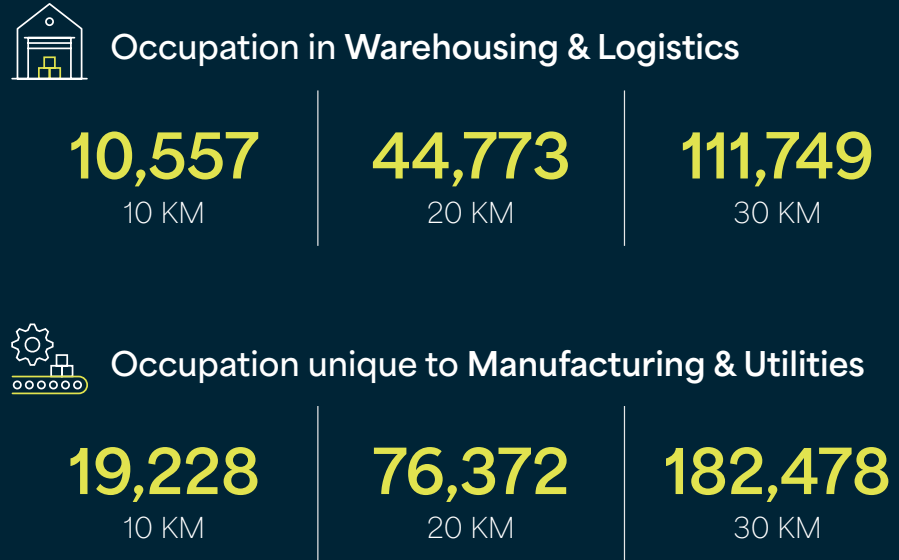 Occupation in Warehousing & Logistics
10,557 44,773 111,749
10 KM 20 KM 30 KM
Occupation unique to Manufacturing & Utilities
19,228 76,372 182,478
10 KM 20 KM 30 KM